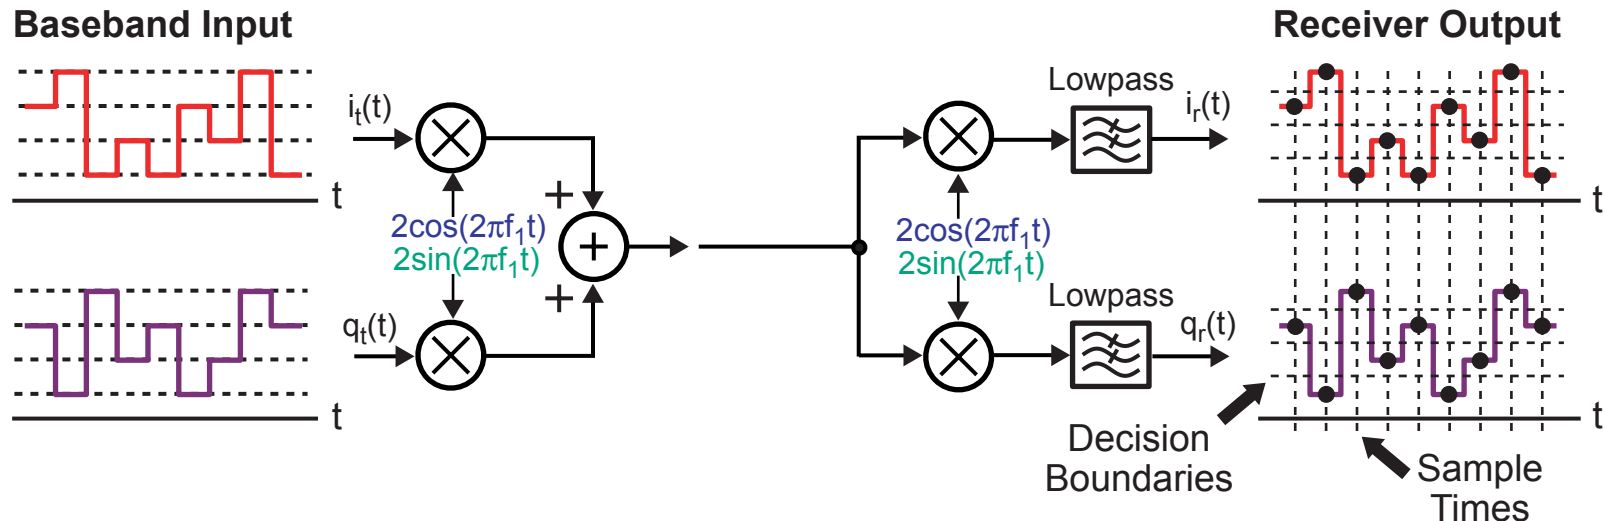 Baseband Input
Receiver Output
i_t(t)
Lowpass
i_r(t)
t
t
+
2cos(2πf_1t)
2sin(2πf_1t)
+
+
2cos(2πf_1t)
2sin(2πf_1t)
q_t(t)
Lowpass
q_r(t)
t
t
Decision
Boundaries
Sample
Times